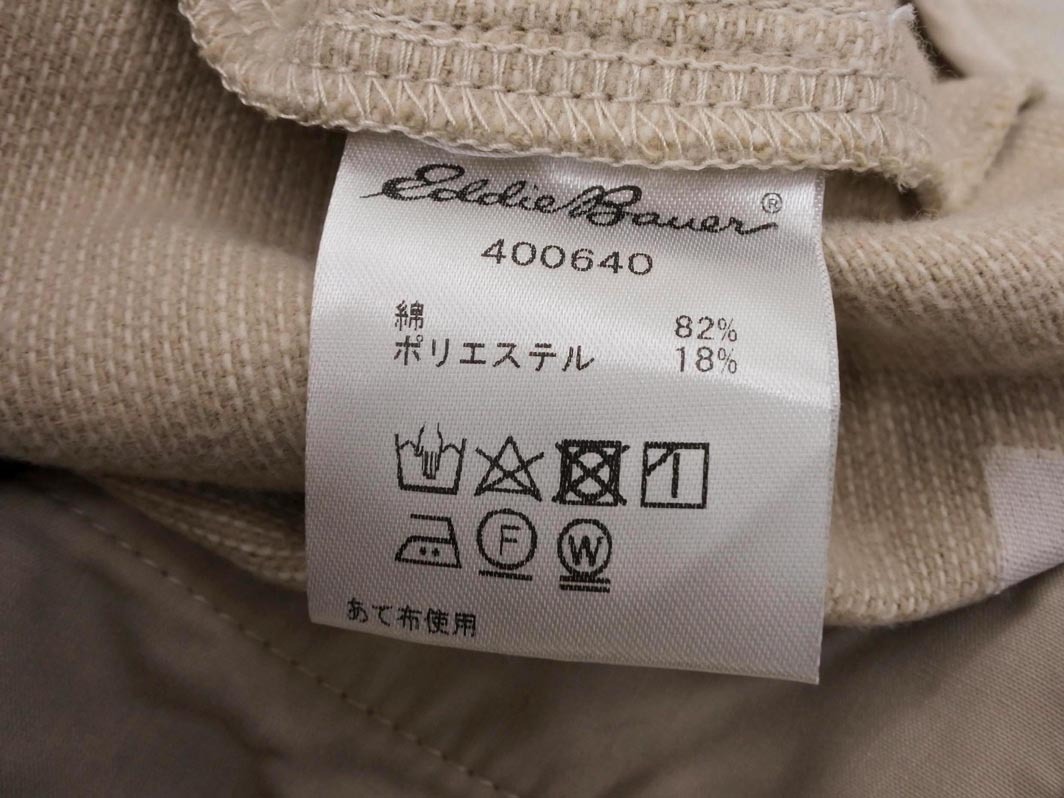 Eddie Bauer®
400640
綿 82%
ポリエステル 18%
F W
あて布使用